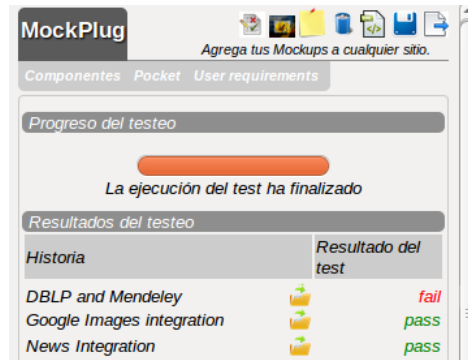 MockPlug
Agrega tus Mockups a cualquier sitio.
Componentes Pocket User requirements
Progreso del testeo
La ejecución del test ha finalizado
Resultados del testeo
Historia
Resultado del
test
DBLP and Mendeley fail
Google Images integration pass
News Integration pass